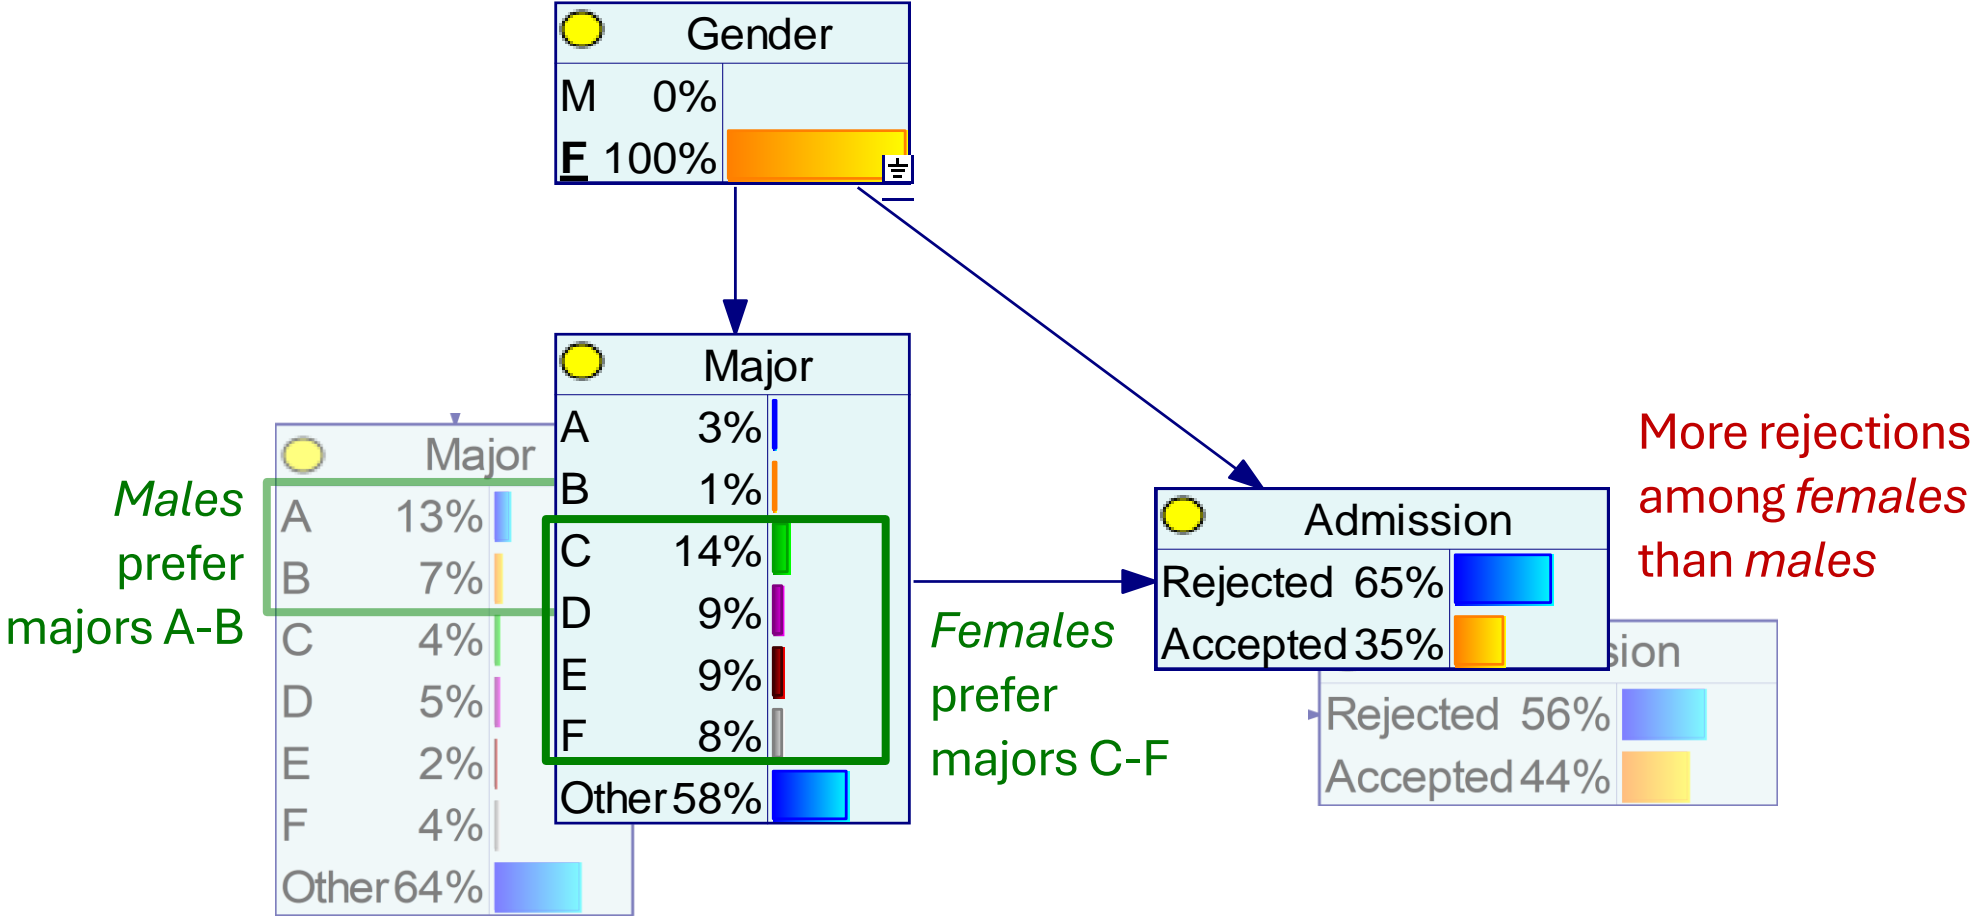 Gender
M 0%
F 100%
Major
A 3%
B 1%
C 14%
D 9%
E 9%
F 8%
Other 58%
Major
A 13%
B 7%
C 4%
D 5%
E 2%
F 4%
Other 64%
Males
prefer
majors A-B
Females
prefer
majors C-F
Admission
Rejected 65%
Accepted 35%
More rejections
among females
than males
sion
Rejected 56%
Accepted 44%